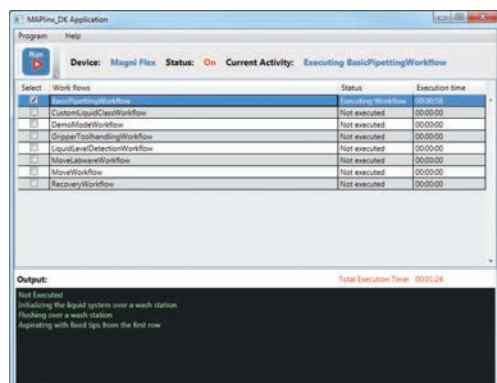 MAPlinx_DK Application
Program Help
Run
Device: Magni Flex Status: On Current Activity: Executing BasicPipettingWorkflow
Select Work flows Status Execution time
BasicPipettingWorkflow Executing Workflow 00:00:56
CustomLiquidClassWorkflow Not executed 00:00:00
DemoModeWorkflow Not executed 00:00:00
GripperToolhandlingWorkflow Not executed 00:00:00
LiquidLevelDetectionWorkflow Not executed 00:00:00
MoveLabwareWorkflow Not executed 00:00:00
MoveWorkflow Not executed 00:00:00
RecoveryWorkflow Not executed 00:00:00
Output: Total Execution Time: 00:01:24
Not Executed
Initializing the liquid system over a wash station
Flushing over a wash station
Aspirating with fixed tips from the first row